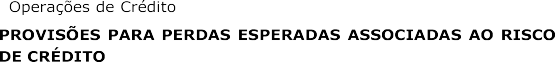 Operações de Crédito
PROVISÕES PARA PERDAS ESPERADAS ASSOCIADAS AO RISCO
DE CRÉDITO